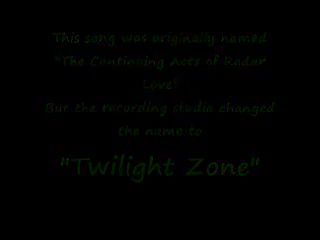 This song was originally named
"The Continuing Acts of Radar
Love"
But the recording studio changed
the name to
"Twilight Zone"